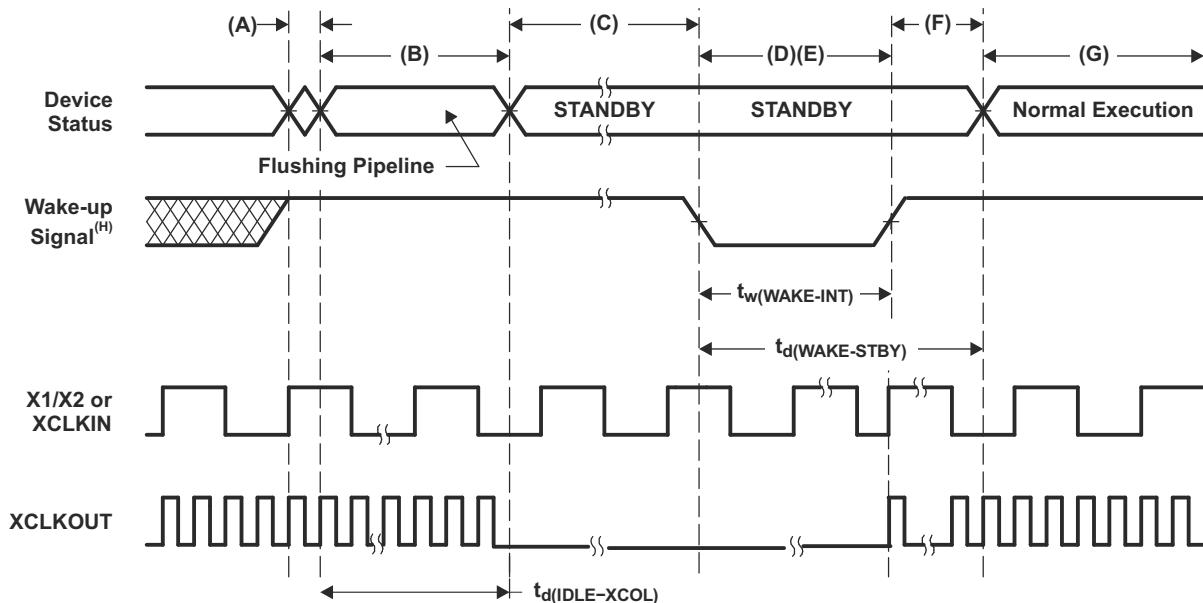 (A)
(C)
(F)
(B)
(D)(E)
(G)
Device
Status
STANDBY
STANDBY
Normal Execution
Flushing Pipeline
Wake-up
Signal(H)
tw(WAKE-INT)
td(WAKE-STBY)
X1/X2 or
XCLKIN
XCLKOUT
td(IDLE−XCOL)